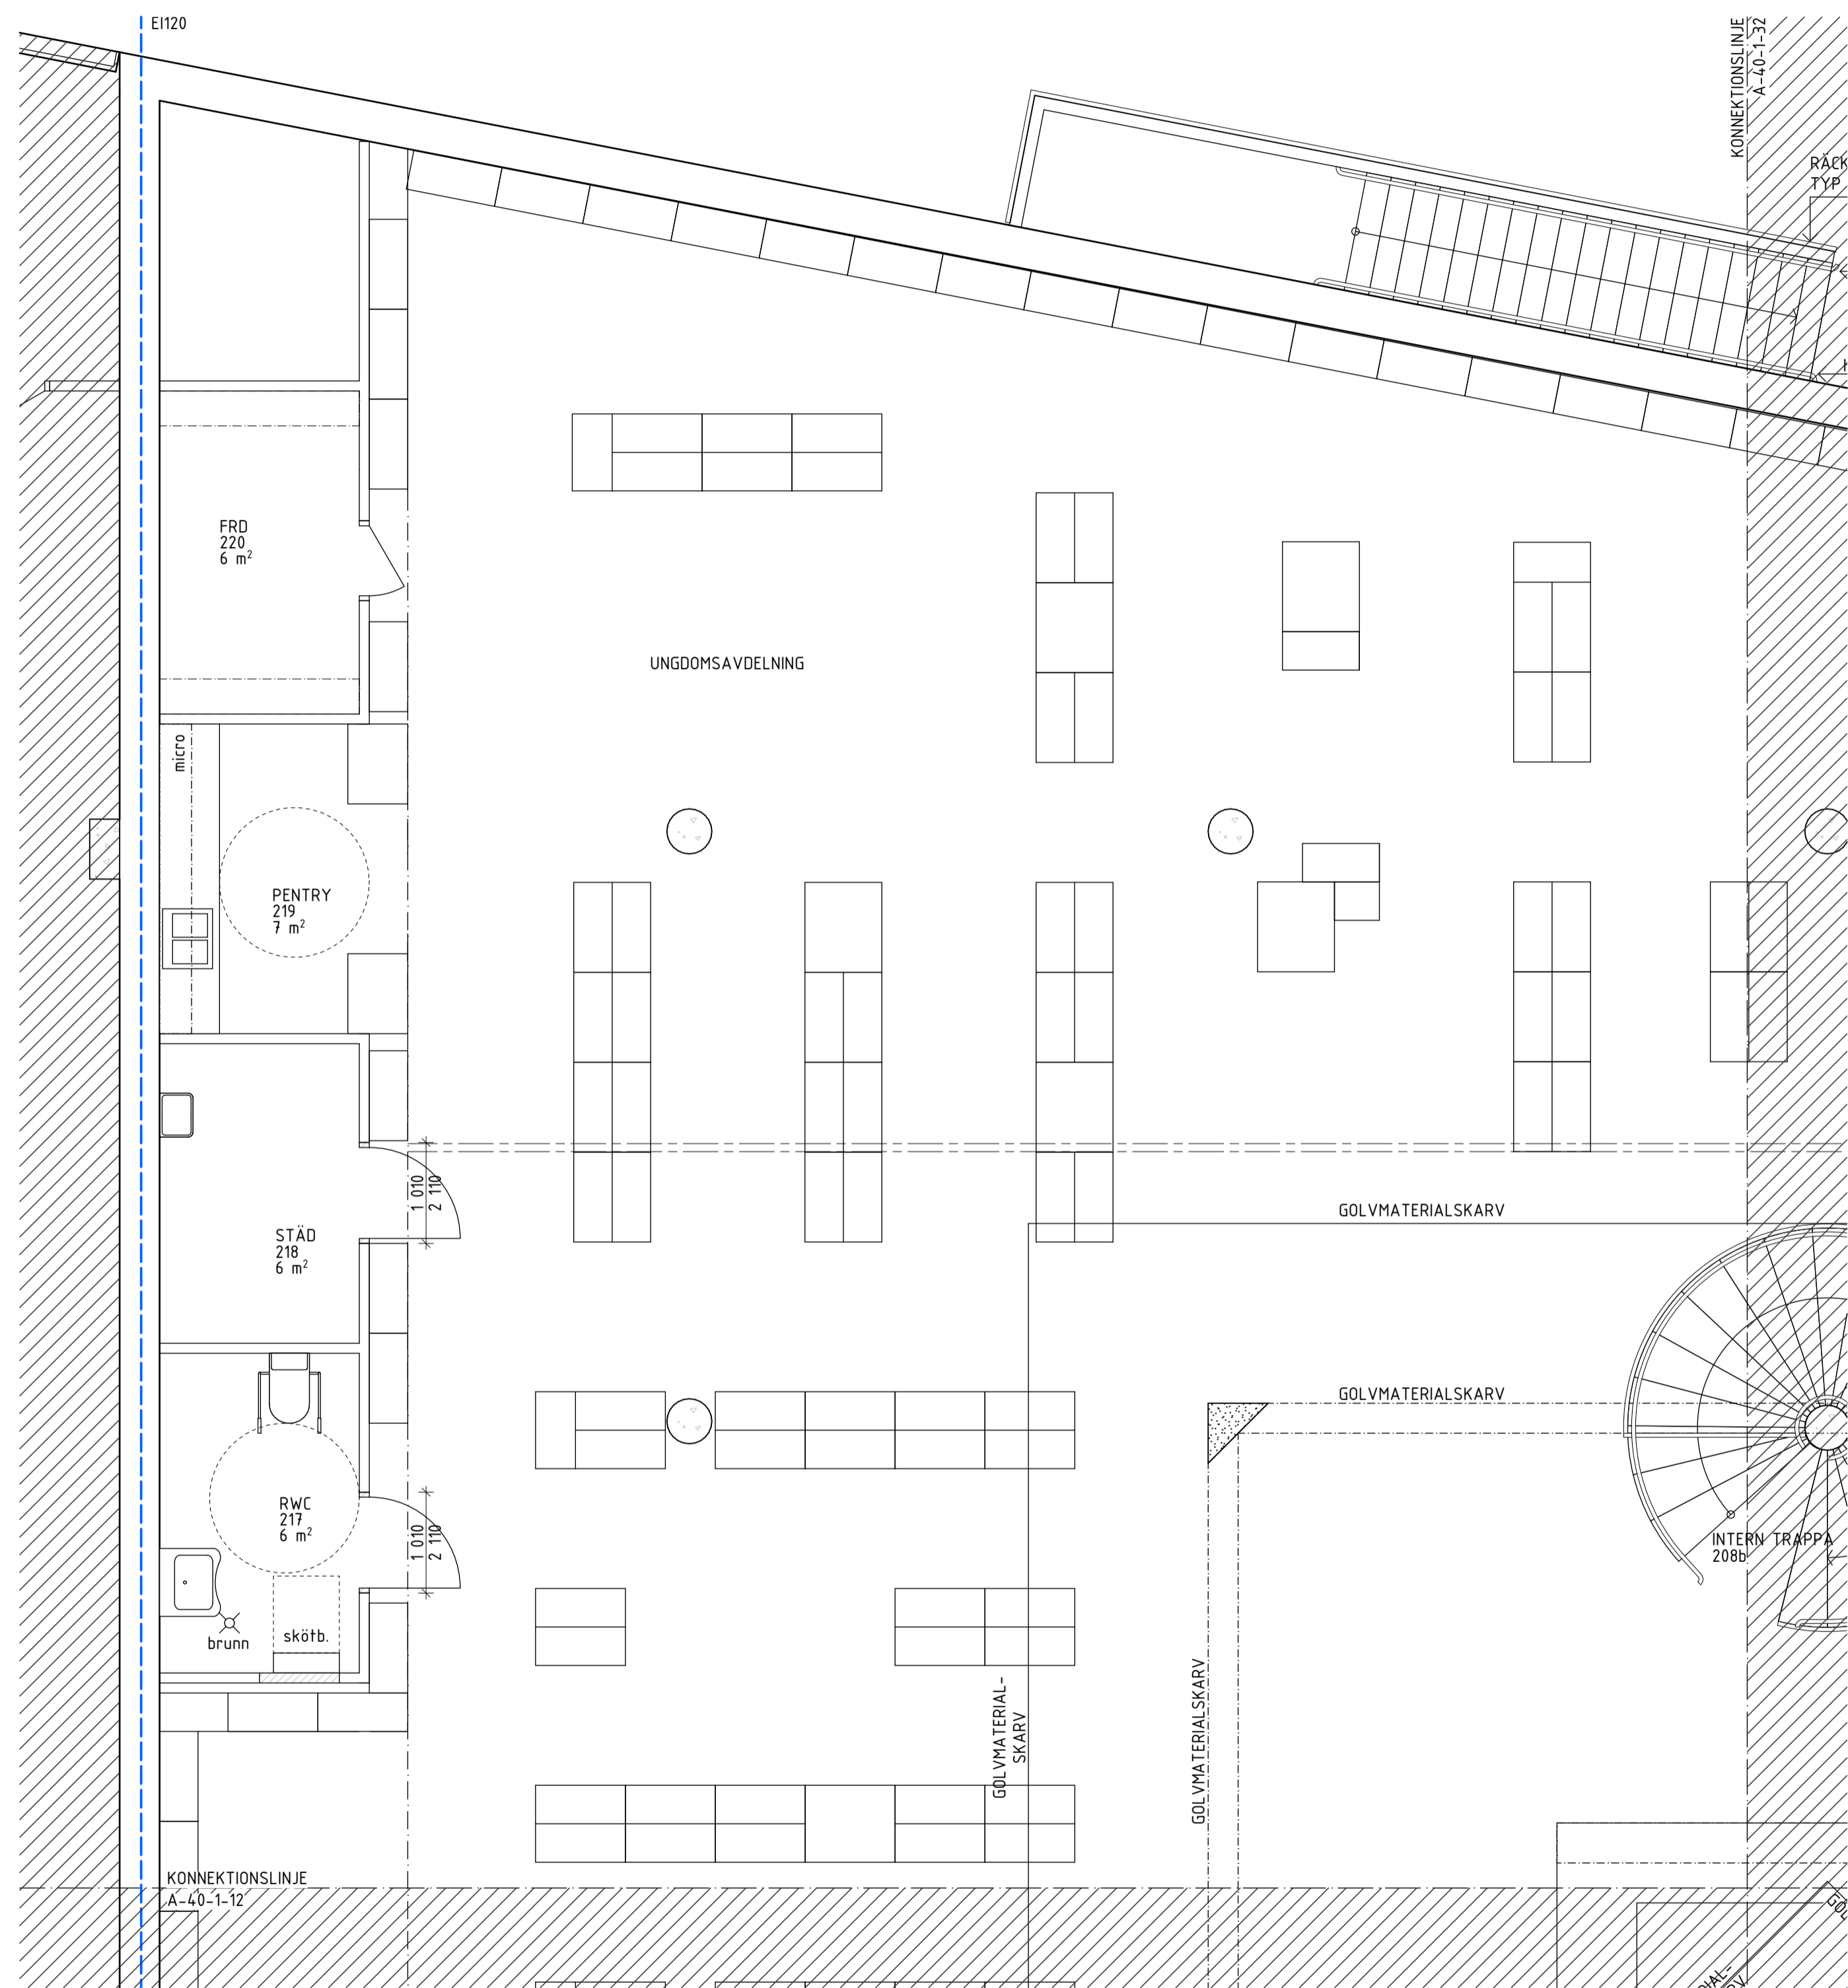 EI120
KONNEKTIONSLINJE
A-40-1-32
RÄCK
TYP
FRD
220
6 m²
UNGDOMSAVDELNING
micro
PENTRY
219
7 m²
1 010
2 110
STÄD
218
6 m²
GOLVMATERIALSKARV
GOLVMATERIALSKARV
RWC
217
6 m²
1 010
2 110
INTERN TRAPPA
208b
brunn
skötb.
GOLVMATERIAL-
SKARV
GOLVMATERIALSKARV
KONNEKTIONSLINJE
A-40-1-12